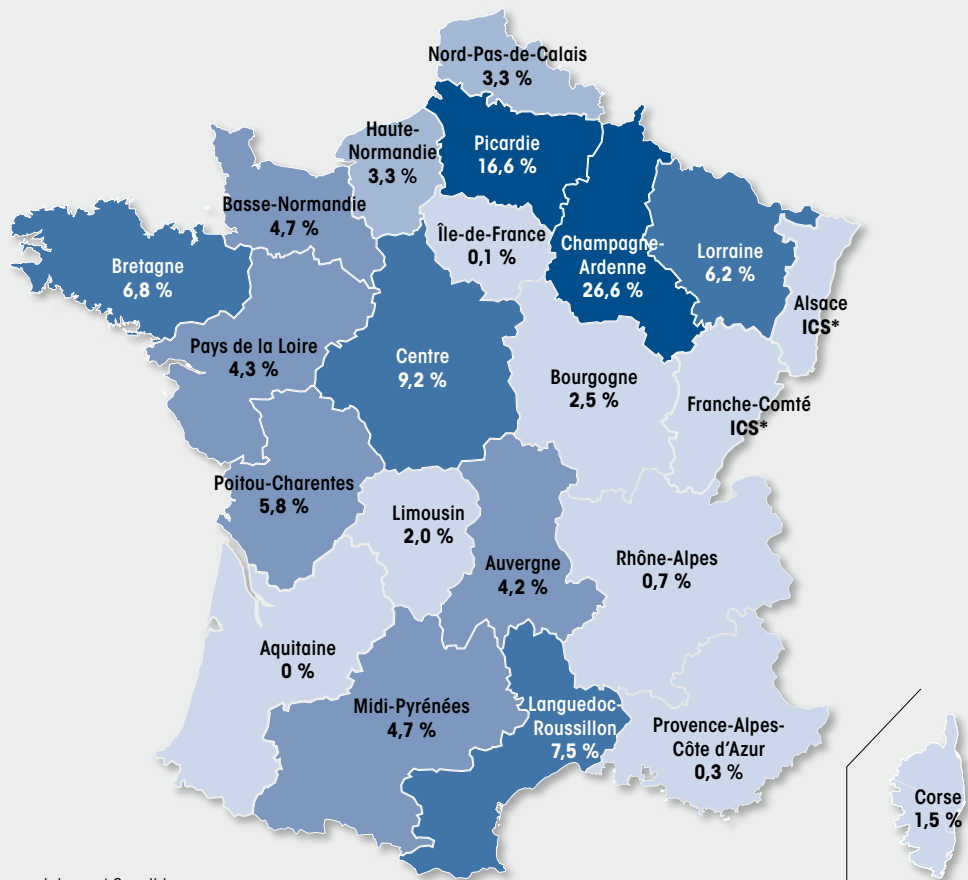 Nord-Pas-de-Calais
3,3 %
Haute-
Normandie
3,3 %
Picardie
16,6 %
Basse-Normandie
4,7 %
Île-de-France
0,1 %
Champagne-
Ardenne
26,6 %
Lorraine
6,2 %
Alsace
ICS*
Bretagne
6,8 %
Pays de la Loire
4,3 %
Centre
9,2 %
Bourgogne
2,5 %
Franche-Comté
ICS*
Poitou-Charentes
5,8 %
Limousin
2,0 %
Auvergne
4,2 %
Rhône-Alpes
0,7 %
Aquitaine
0 %
Midi-Pyrénées
4,7 %
Languedoc-
Roussillon
7,5 %
Provence-Alpes-
Côte d'Azur
0,3 %
Corse
1,5 %